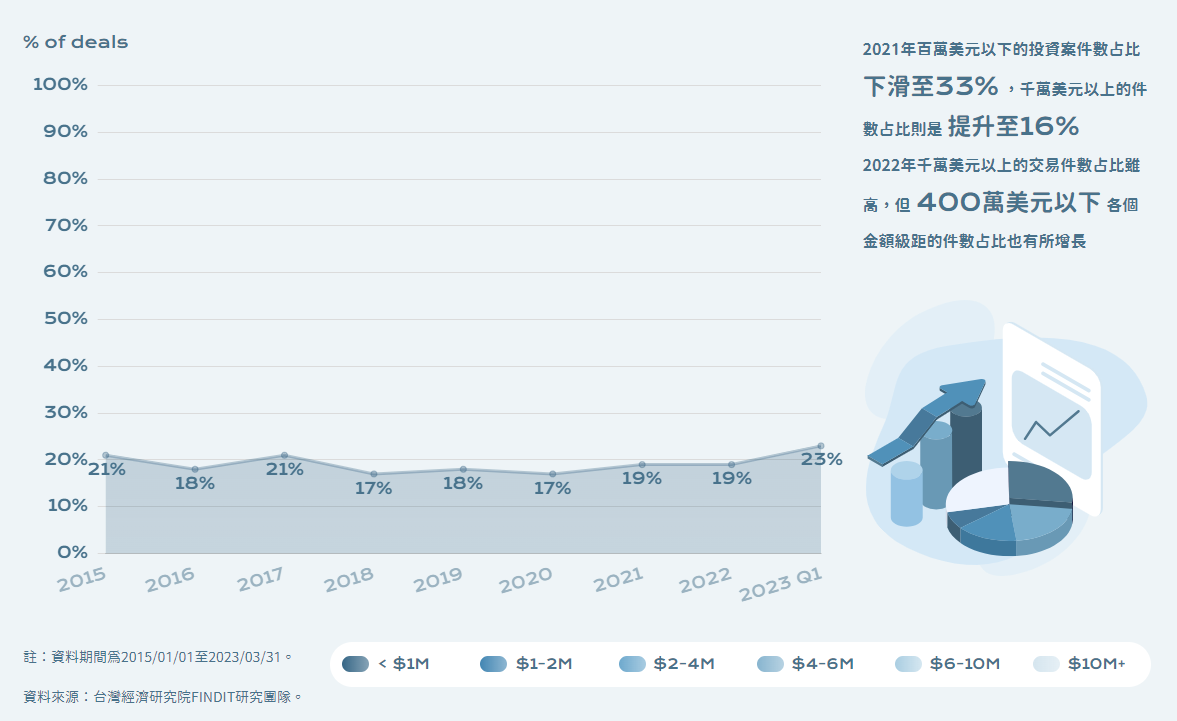 % of deals
100%
90%
80%
70%
60%
50%
40%
30%
20%
10%
0%
21%
18%
21%
17%
18%
17%
19%
19%
23%
2015
2016
2017
2018
2019
2020
2021
2022
2023 Q1
2021年百萬美元以下的投資案件數占比
下滑至33% ，千萬美元以上的件
數占比則是 提升至16%
2022年千萬美元以上的交易件數占比雖
高，但 400萬美元以下 各個
金額級距的件數占比也有所增長
註：資料期間為2015/01/01至2023/03/31。
資料來源：台灣經濟研究院FINDIT研究團隊。
< $1M
$1-2M
$2-4M
$4-6M
$6-10M
$10M+